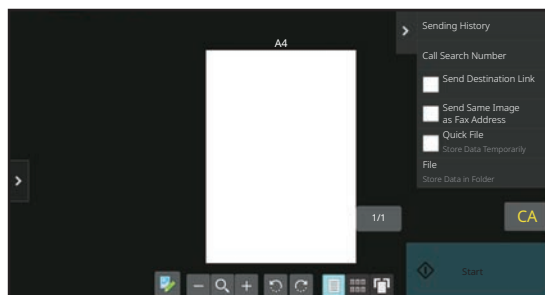 A4
Sending History
Call Search Number
Send Destination Link
Send Same Image
as Fax Address
Quick File
Store Data Temporarily
File
Store Data in Folder
1/1
CA
Start